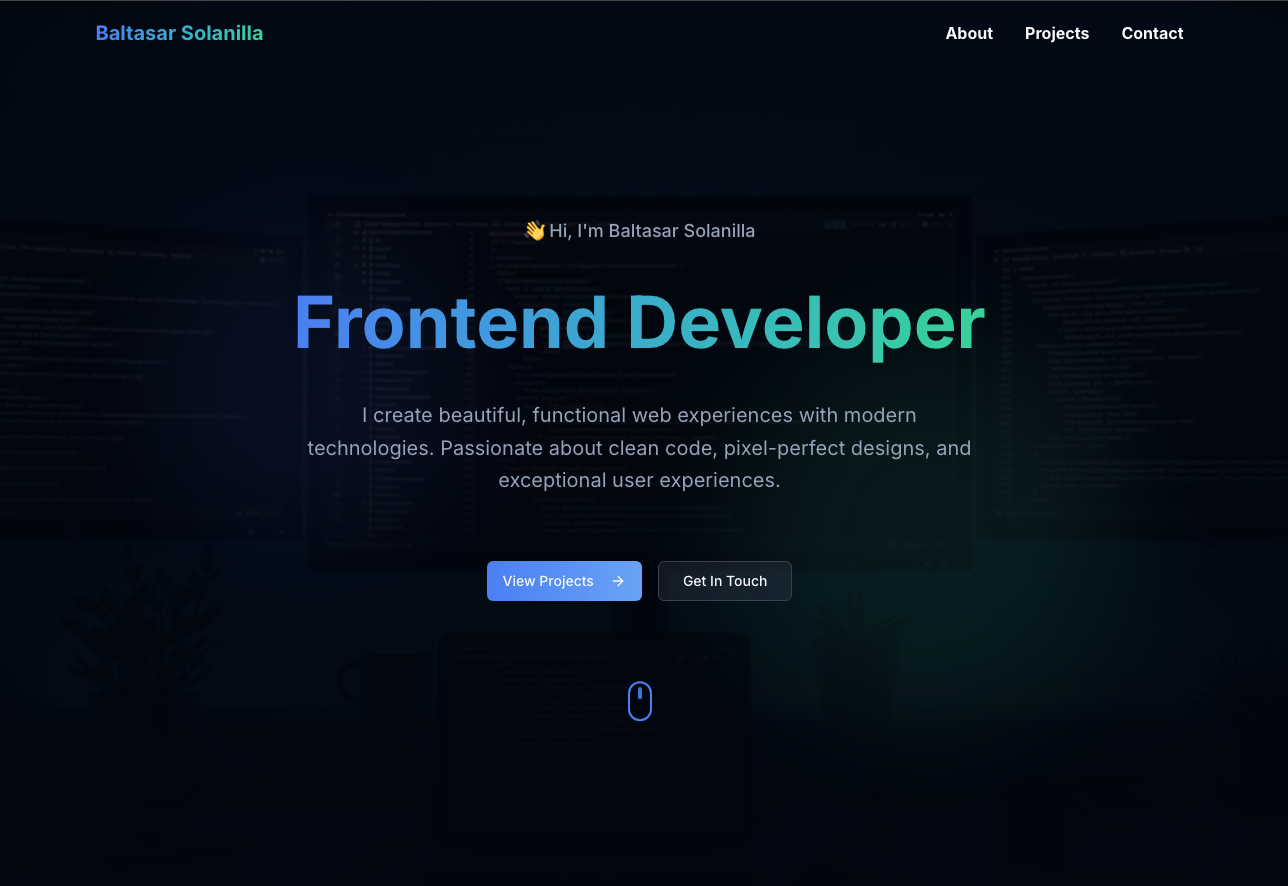 Baltasar Solanilla
About Projects Contact
👋 Hi, I'm Baltasar Solanilla
Frontend Developer
I create beautiful, functional web experiences with modern
technologies. Passionate about clean code, pixel-perfect designs, and
exceptional user experiences.
View Projects →
Get In Touch